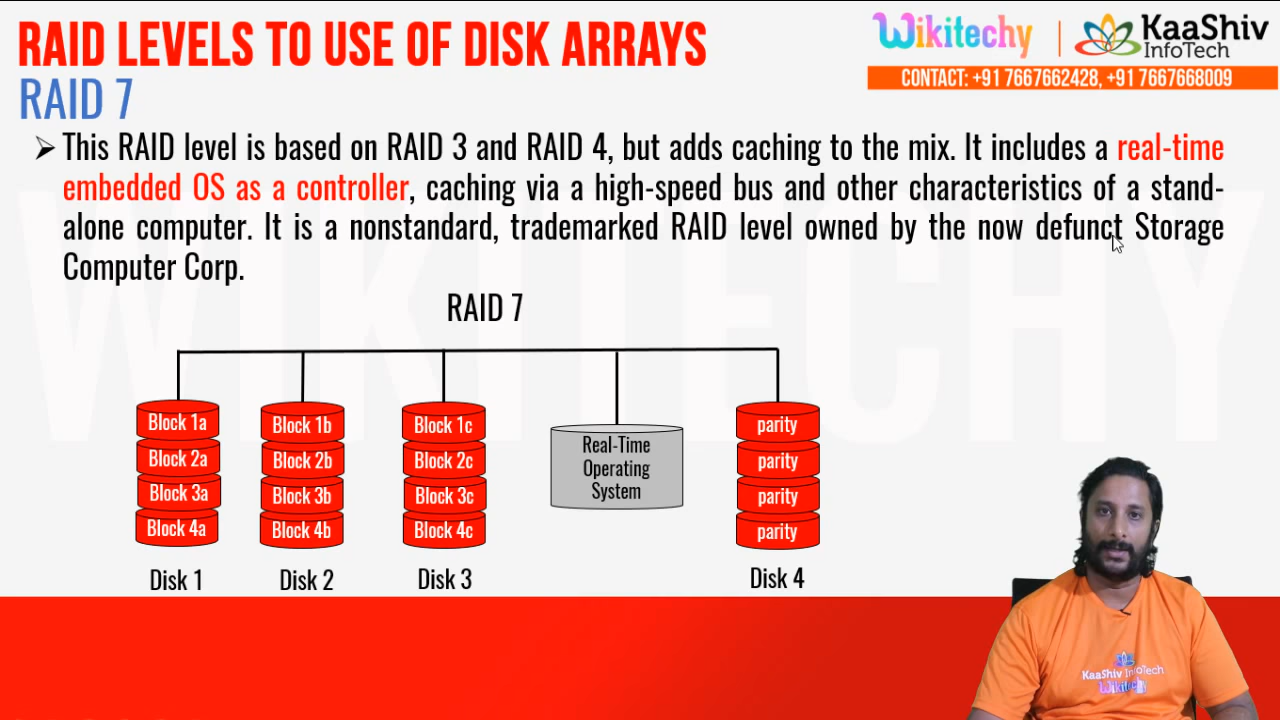 RAID LEVELS TO USE OF DISK ARRAYS
Wikitechy
KaaShiv
InfoTech
CONTACT: +91 7667662428, +91 7667668009
RAID 7
This RAID level is based on RAID 3 and RAID 4, but adds caching to the mix. It includes a real-time
embedded OS as a controller, caching via a high-speed bus and other characteristics of a stand-
alone computer. It is a nonstandard, trademarked RAID level owned by the now defunct Storage
Computer Corp.
WIKITECHY
RAID 7
Block 1a Block 1b Block 1c parity
Block 2a Block 2b Block 2c parity
Block 3a Block 3b Block 3c parity
Block 4a Block 4b Block 4c parity
Real-Time
Operating
System
Disk 1 Disk 2 Disk 3 Disk 4
KaaShiv InfoTech
Wikitechy